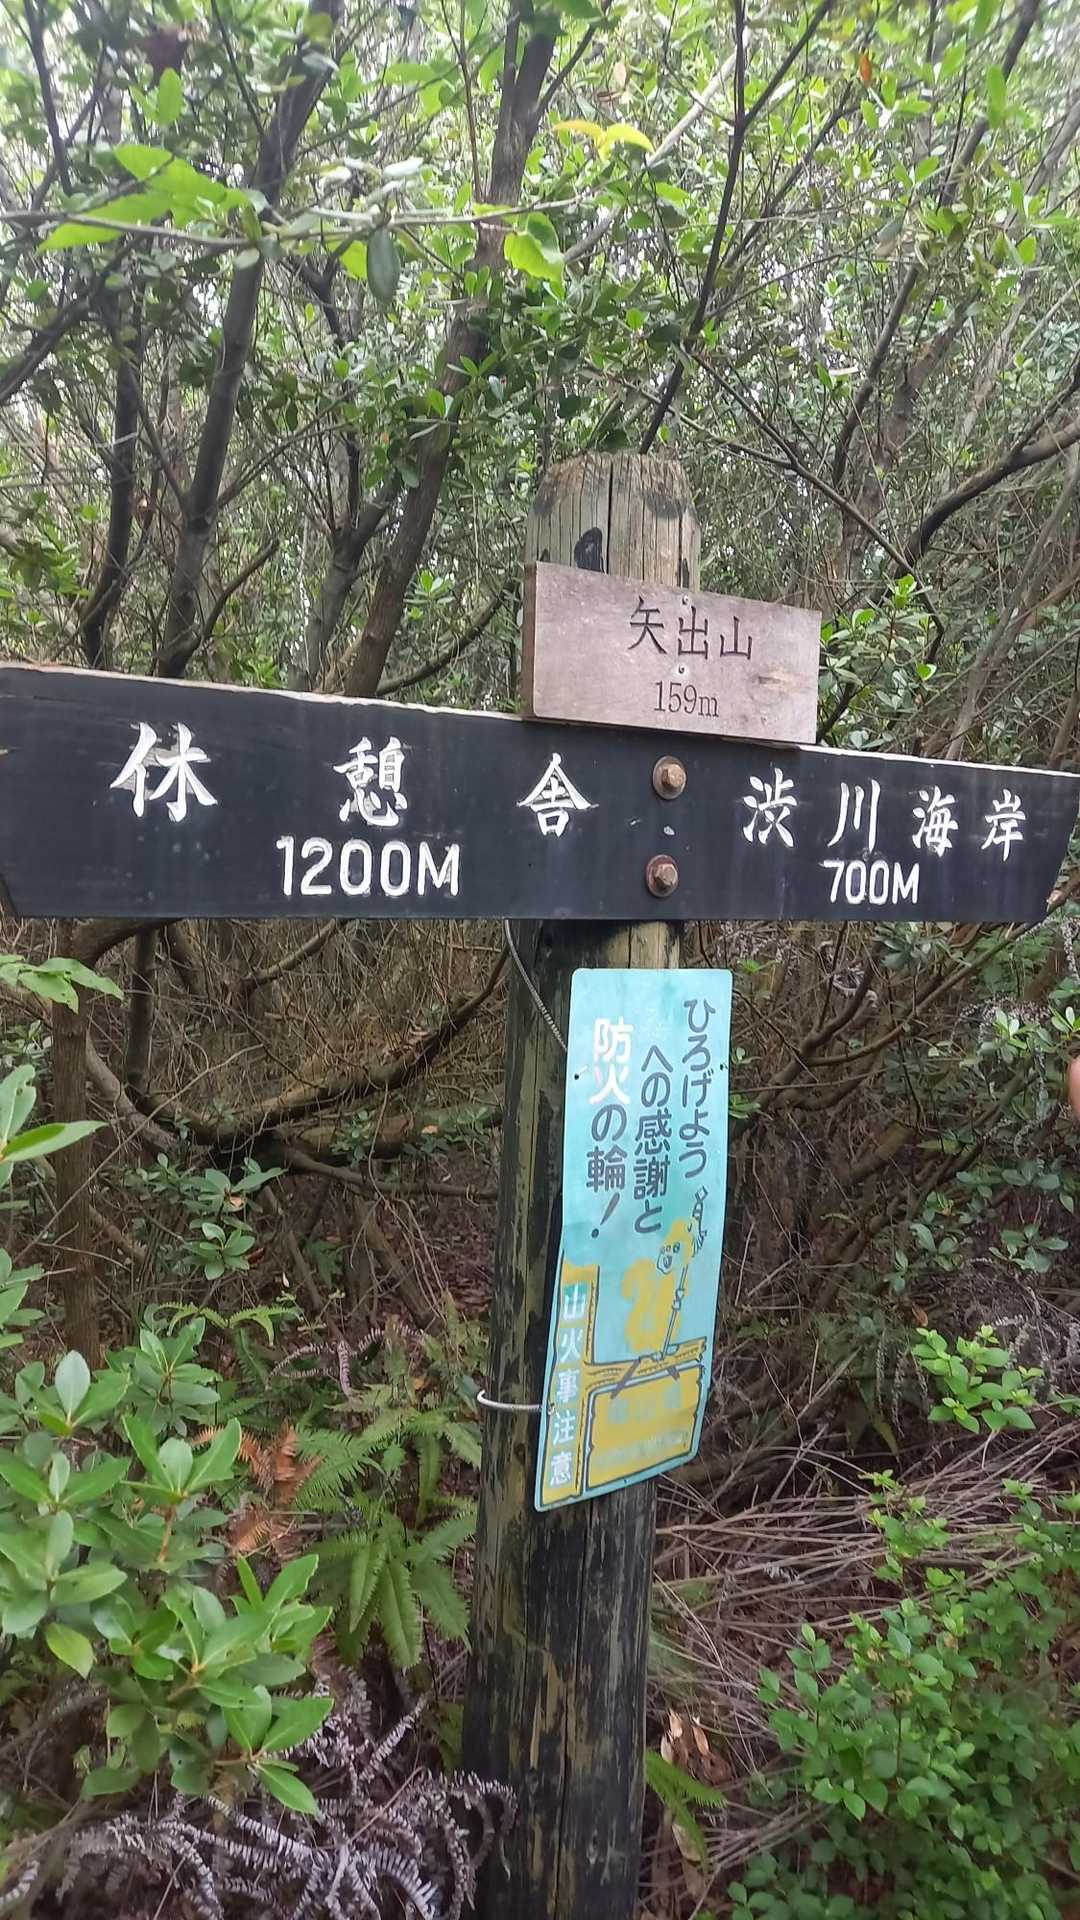 矢出山
159m
休憩舎
1200M
渋川海岸
700M
ひろげよう
への感謝と
防火の輪!
山火事注意